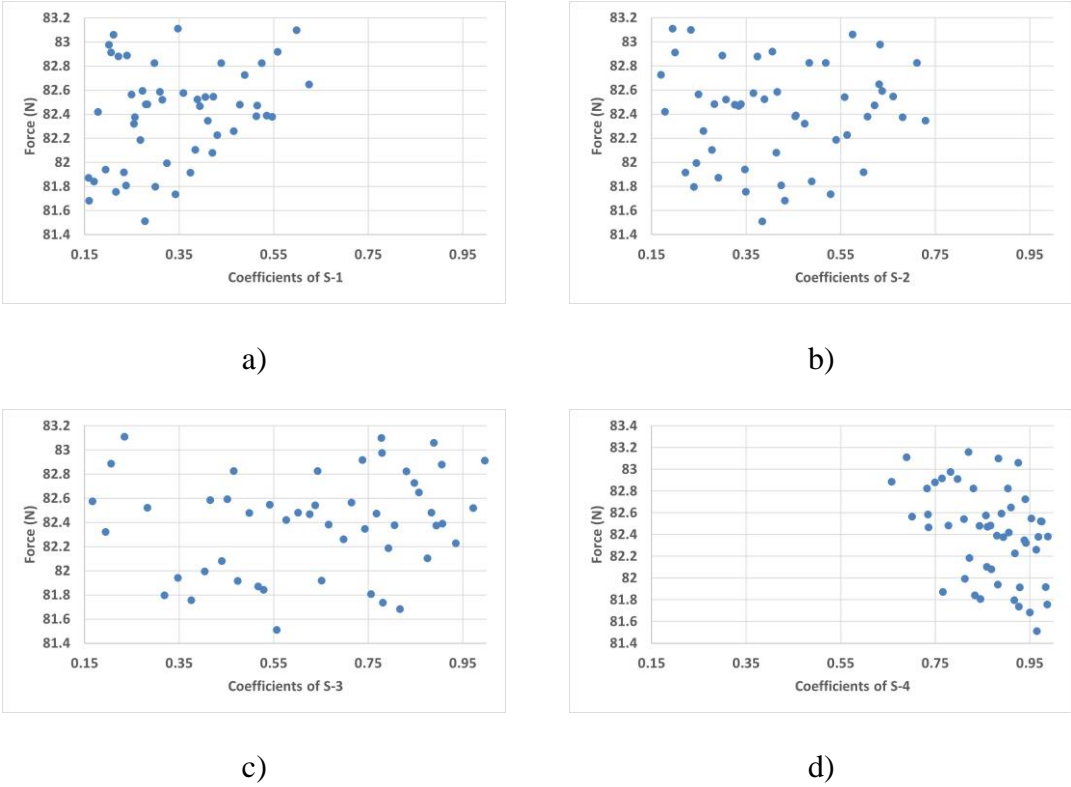 83.2
83
82.8
82.6
82.4
82.2
82
81.8
81.6
81.4
Force (N)
0.15 0.35 0.55 0.75 0.95
Coefficients of S-1
a)
83.2
83
82.8
82.6
82.4
82.2
82
81.8
81.6
81.4
Force (N)
0.15 0.35 0.55 0.75 0.95
Coefficients of S-2
b)
83.2
83
82.8
82.6
82.4
82.2
82
81.8
81.6
81.4
Force (N)
0.15 0.35 0.55 0.75 0.95
Coefficients of S-3
c)
83.4
83.2
83
82.8
82.6
82.4
82.2
82
81.8
81.6
81.4
Force (N)
0.15 0.35 0.55 0.75 0.95
Coefficients of S-4
d)